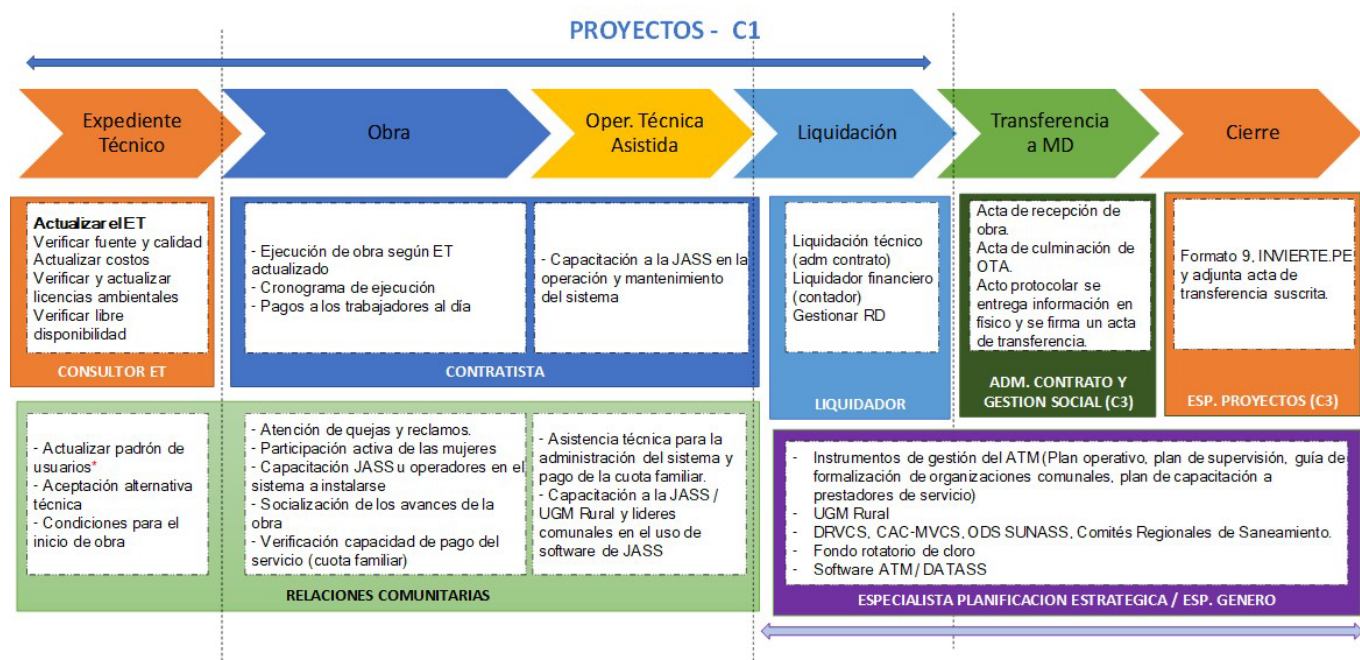 PROYECTOS - C1
Expediente
Técnico
Obra
Oper. Técnica
Asistida
Liquidación
Transferencia
a MD
Cierre
Actualizar el ET
Verificar fuente y calidad
Actualizar costos
Verificar y actualizar
licencias ambientales
Verificar libre
disponibilidad
CONSULTOR ET
- Ejecución de obra según ET
actualizado
- Cronograma de ejecución
- Pagos a los trabajadores al día
- Capacitación a la JASS en la
operación y mantenimiento
del sistema
CONTRATISTA
Liquidación técnico
(adm contrato)
Liquidador financiero
(contador)
Gestionar RD
LIQUIDADOR
Acta de recepción de
obra.
Acta de culminación de
OTA.
Acto protocolar se
entrega información en
físico y se firma un acta
de transferencia.
ADM. CONTRATO Y
GESTION SOCIAL (C3)
Formato 9, INVIERTE.PE
y adjunta acta de
transferencia suscrita.
ESP. PROYECTOS (C3)
- Actualizar padrón de
usuarios*
- Aceptación alternativa
técnica
- Condiciones para el
inicio de obra
- Atención de quejas y reclamos.
- Participación activa de las mujeres
- Capacitación JASS u operadores en el
sistema a instalarse
- Socialización de los avances de la
obra
- Verificación capacidad de pago del
servicio (cuota familiar)
- Asistencia técnica para la
administración del sistema y
pago de la cuota familiar.
- Capacitación a la JASS /
UGM Rural y lideres
comunales en el uso de
software de JASS
RELACIONES COMUNITARIAS
- Instrumentos de gestión del ATM (Plan operativo, plan de supervisión, guía de
formalización de organizaciones comunales, plan de capacitación a
prestadores de servicio)
- UGM Rural
- DRVCS, CAC-MVCS, ODS SUNASS, Comités Regionales de Saneamiento.
- Fondo rotatorio de cloro
- Software ATM / DATASS
ESPECIALISTA PLANIFICACION ESTRATEGICA / ESP. GENERO